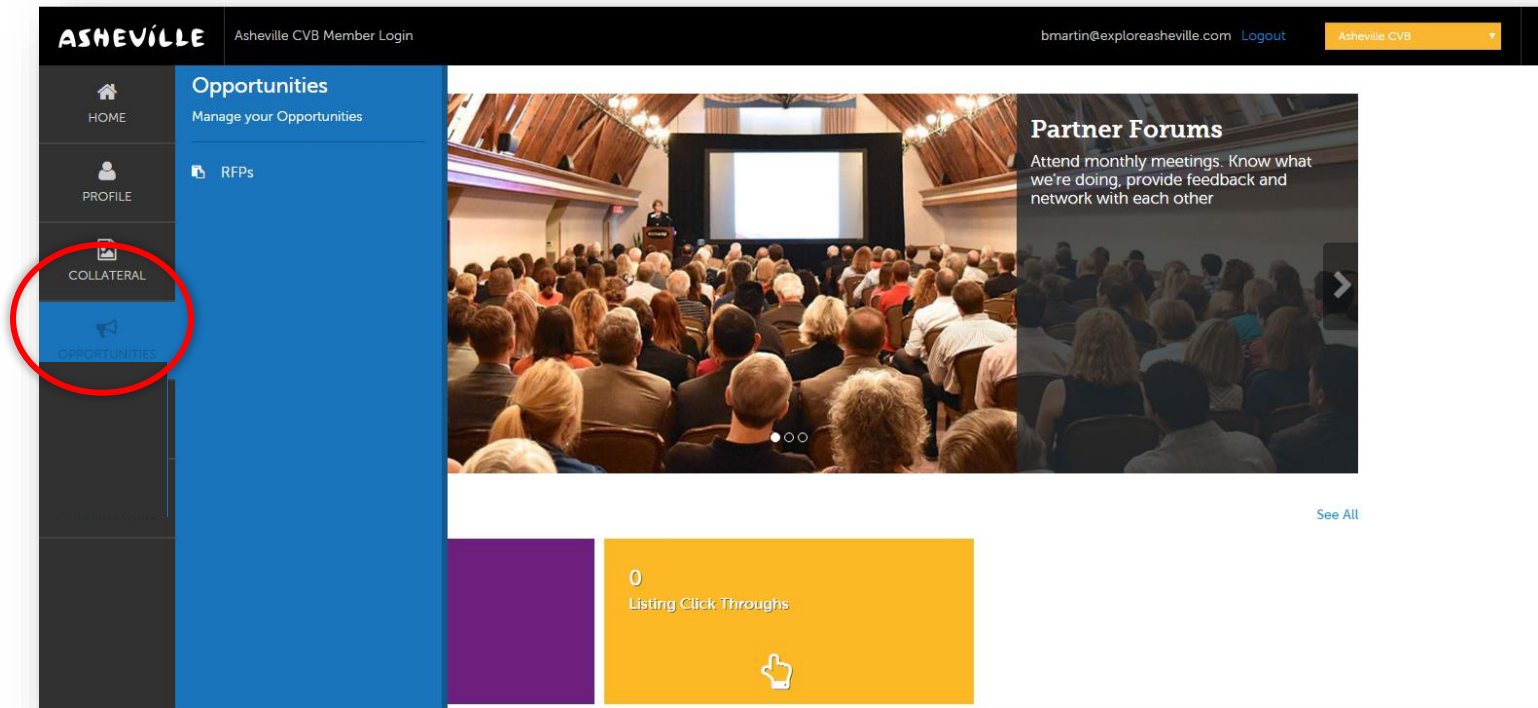 ASHEVILLE
Asheville CVB Member Login
bmartin@exploreasheville.com Logout
Asheville CVB
HOME
PROFILE
COLLATERAL
OPPORTUNITIES
Opportunities
Manage your Opportunities
RFPs
Partner Forums
Attend monthly meetings. Know what
we're doing, provide feedback and
network with each other
See All
0
Listing Click Throughs